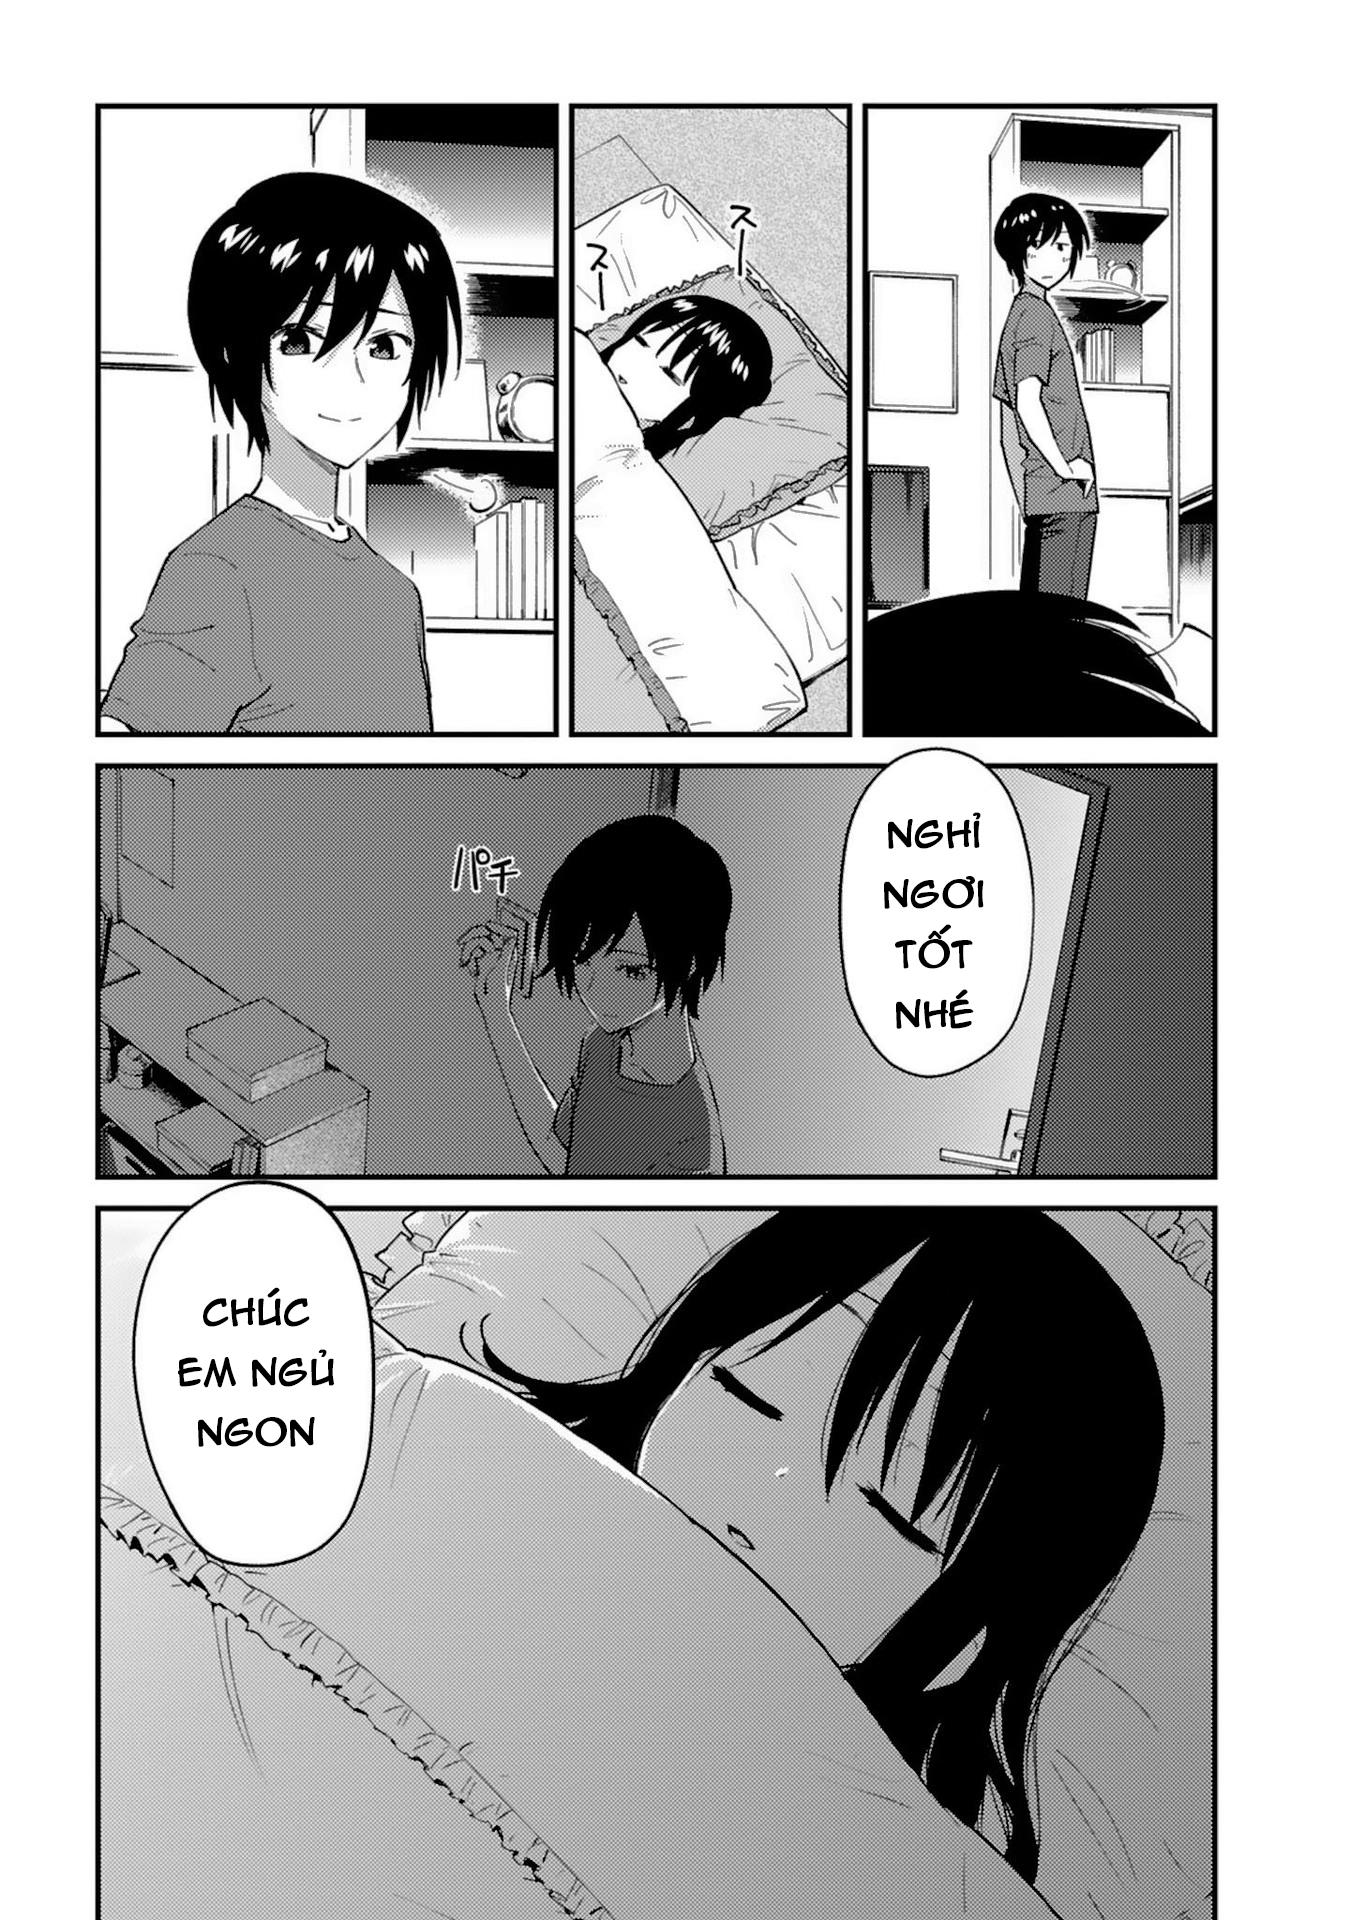 スー
スー
パチ
NGHỈ
NGƠI
TỐT
NHÉ
CHÚC
EM NGỦ
NGON